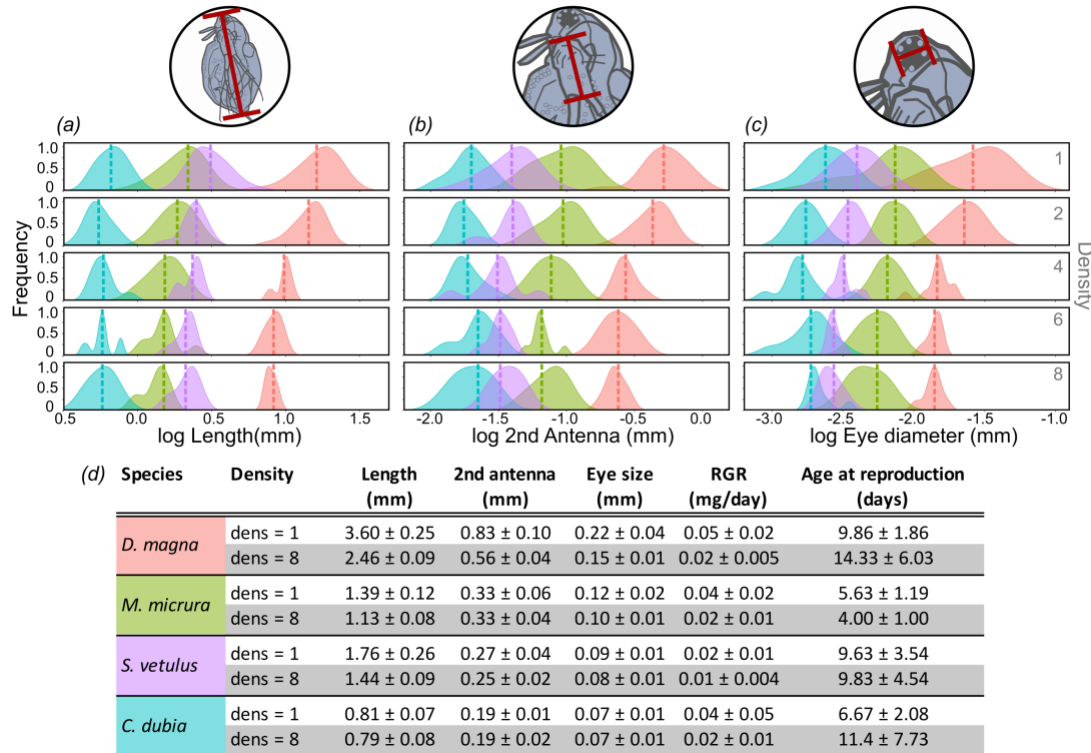 (a) (b) (c)
1.0 1
0.5
0
1.0 2
0.5
0
1.0 4
0.5
0
1.0 6
0.5
0
1.0 8
0.5
0
Frequency
Density
0.5 0.0 0.5 1.0 1.5
log Length(mm)
-2.0 -1.5 -1.0 -0.5 0.0
log 2nd Antenna (mm)
-3.0 -2.5 -2.0 -1.5 -1.0
log Eye diameter (mm)
(d) Species Density Length (mm) 2nd antenna (mm) Eye size (mm) RGR (mg/day) Age at reproduction (days)
D. magna dens = 1 3.60 ± 0.25 0.83 ± 0.10 0.22 ± 0.04 0.05 ± 0.02 9.86 ± 1.86
dens = 8 2.46 ± 0.09 0.56 ± 0.04 0.15 ± 0.01 0.02 ± 0.005 14.33 ± 6.03
M. micrura dens = 1 1.39 ± 0.12 0.33 ± 0.06 0.12 ± 0.02 0.04 ± 0.02 5.63 ± 1.19
dens = 8 1.13 ± 0.08 0.33 ± 0.04 0.10 ± 0.01 0.02 ± 0.01 4.00 ± 1.00
S. vetulus dens = 1 1.76 ± 0.26 0.27 ± 0.04 0.09 ± 0.01 0.02 ± 0.01 9.63 ± 3.54
dens = 8 1.44 ± 0.09 0.25 ± 0.02 0.08 ± 0.01 0.01 ± 0.004 9.83 ± 4.54
C. dubia dens = 1 0.81 ± 0.07 0.19 ± 0.01 0.07 ± 0.01 0.04 ± 0.05 6.67 ± 2.08
dens = 8 0.79 ± 0.08 0.19 ± 0.02 0.07 ± 0.01 0.02 ± 0.01 11.4 ± 7.73